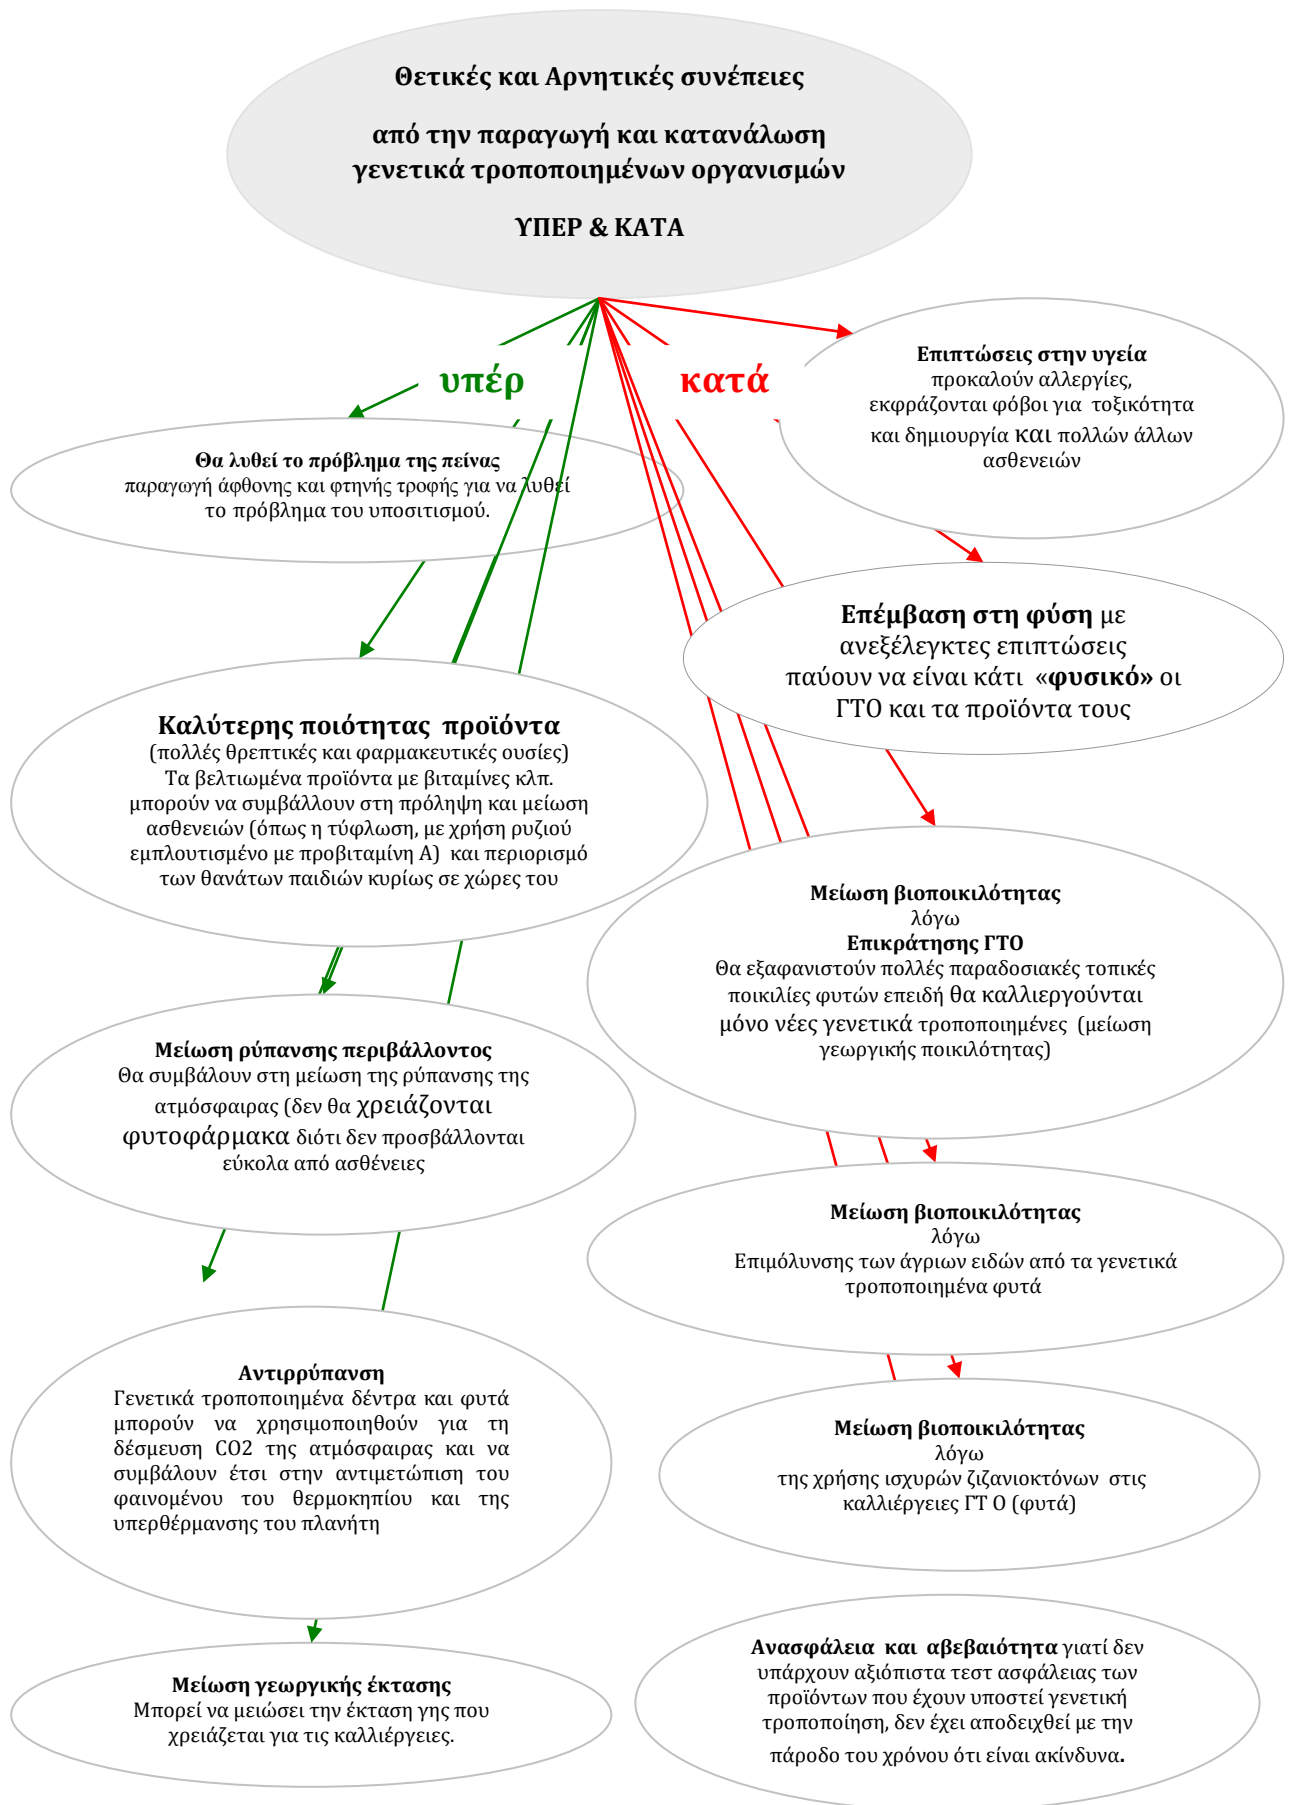 Θετικές και Αρνητικές συνέπειες
από την παραγωγή και κατανάλωση
γενετικά τροποποιημένων οργανισμών
ΥΠΕΡ & ΚΑΤΑ
υπέρ
κατά
Θα λυθεί το πρόβλημα της πείνας
παραγωγή άφθονης και φτηνής τροφής για να λυθεί
το πρόβλημα του υποσιτισμού.
Καλύτερης ποιότητας προϊόντα
(πολλές θρεπτικές και φαρμακευτικές ουσίες)
Τα βελτιωμένα προϊόντα με βιταμίνες κλπ.
μπορούν να συμβάλλουν στη πρόληψη και μείωση
ασθενειών (όπως η τύφλωση, με χρήση ρυζιού
εμπλουτισμένο με προβιταμίνη Α) και περιορισμό
των θανάτων παιδιών κυρίως σε χώρες του
Μείωση ρύπανσης περιβάλλοντος
Θα συμβάλουν στη μείωση της ρύπανσης της
ατμόσφαιρας (δεν θα χρειάζονται
φυτοφάρμακα διότι δεν προσβάλλονται
εύκολα από ασθένειες
Αντιρρύπανση
Γενετικά τροποποιημένα δέντρα και φυτά
μπορούν να χρησιμοποιηθούν για τη
δέσμευση CO2 της ατμόσφαιρας και να
συμβάλουν έτσι στην αντιμετώπιση του
φαινομένου του θερμοκηπίου και της
υπερθέρμανσης του πλανήτη
Μείωση γεωργικής έκτασης
Μπορεί να μειώσει την έκταση γης που
χρειάζεται για τις καλλιέργειες.
Επιπτώσεις στην υγεία
προκαλούν αλλεργίες,
εκφράζονται φόβοι για τοξικότητα
και δημιουργία και πολλών άλλων
ασθενειών
Επέμβαση στη φύση με
ανεξέλεγκτες επιπτώσεις
παύουν να είναι κάτι «φυσικό» οι
ΓΤΟ και τα προϊόντα τους
Μείωση βιοποικιλότητας
λόγω
Επικράτησης ΓΤΟ
Θα εξαφανιστούν πολλές παραδοσιακές τοπικές
ποικιλίες φυτών επειδή θα καλλιεργούνται
μόνο νέες γενετικά τροποποιημένες (μείωση
γεωργικής ποικιλότητας)
Μείωση βιοποικιλότητας
λόγω
Επιμόλυνσης των άγριων ειδών από τα γενετικά
τροποποιημένα φυτά
Μείωση βιοποικιλότητας
λόγω
της χρήσης ισχυρών ζιζανιοκτόνων στις
καλλιέργειες ΓΤ Ο (φυτά)
Ανασφάλεια και αβεβαιότητα γιατί δεν
υπάρχουν αξιόπιστα τεστ ασφάλειας των
προϊόντων που έχουν υποστεί γενετική
τροποποίηση, δεν έχει αποδειχθεί με την
πάροδο του χρόνου ότι είναι ακίνδυνα.